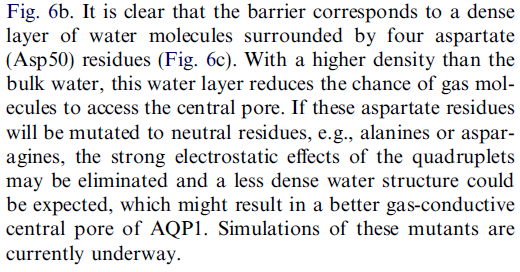 Fig. 6b. It is clear that the barrier corresponds to a dense
layer of water molecules surrounded by four aspartate
(Asp50) residues (Fig. 6c). With a higher density than the
bulk water, this water layer reduces the chance of gas mol-
ecules to access the central pore. If these aspartate residues
will be mutated to neutral residues, e.g., alanines or aspar-
agines, the strong electrostatic effects of the quadruplets
may be eliminated and a less dense water structure could
be expected, which might result in a better gas-conductive
central pore of AQP1. Simulations of these mutants are
currently underway.